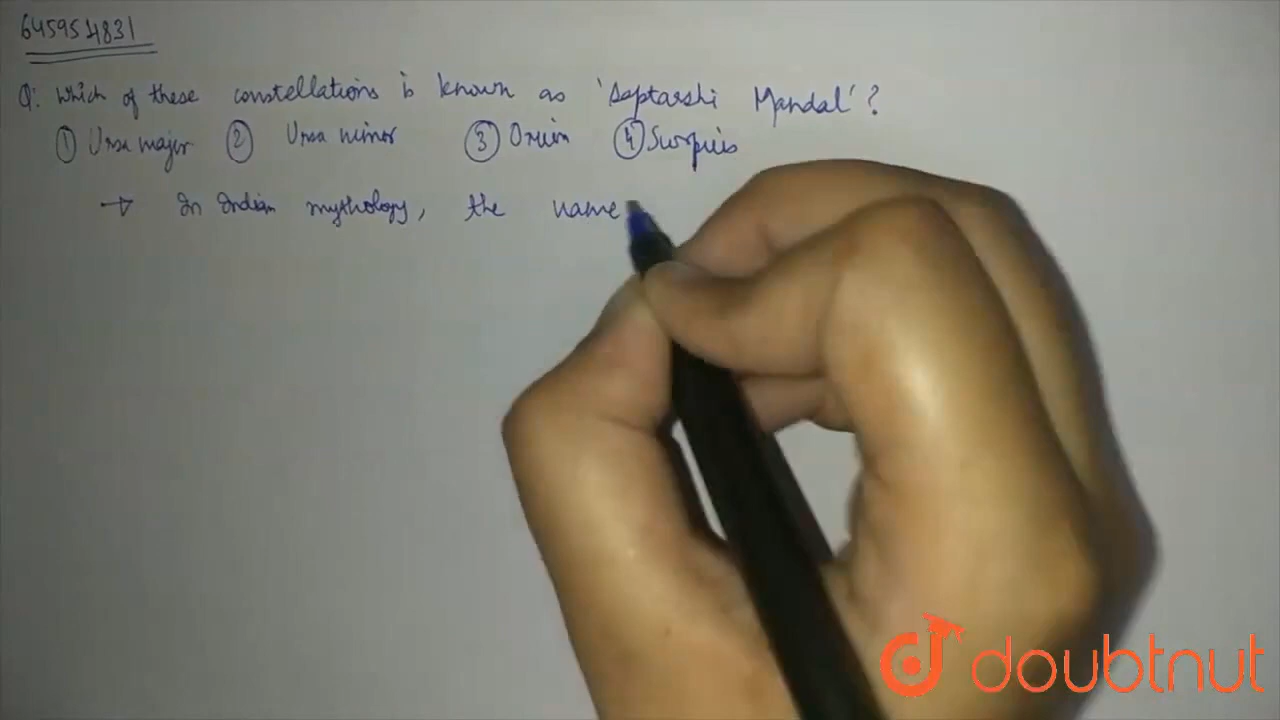 645954831
Q: Which of these constellations is known as 'Saptarshi Mandal'?
① Ursa major ② Ursa minor ③ Orion ④ Scorpius
→ In Indian mythology, the name
doubtnut